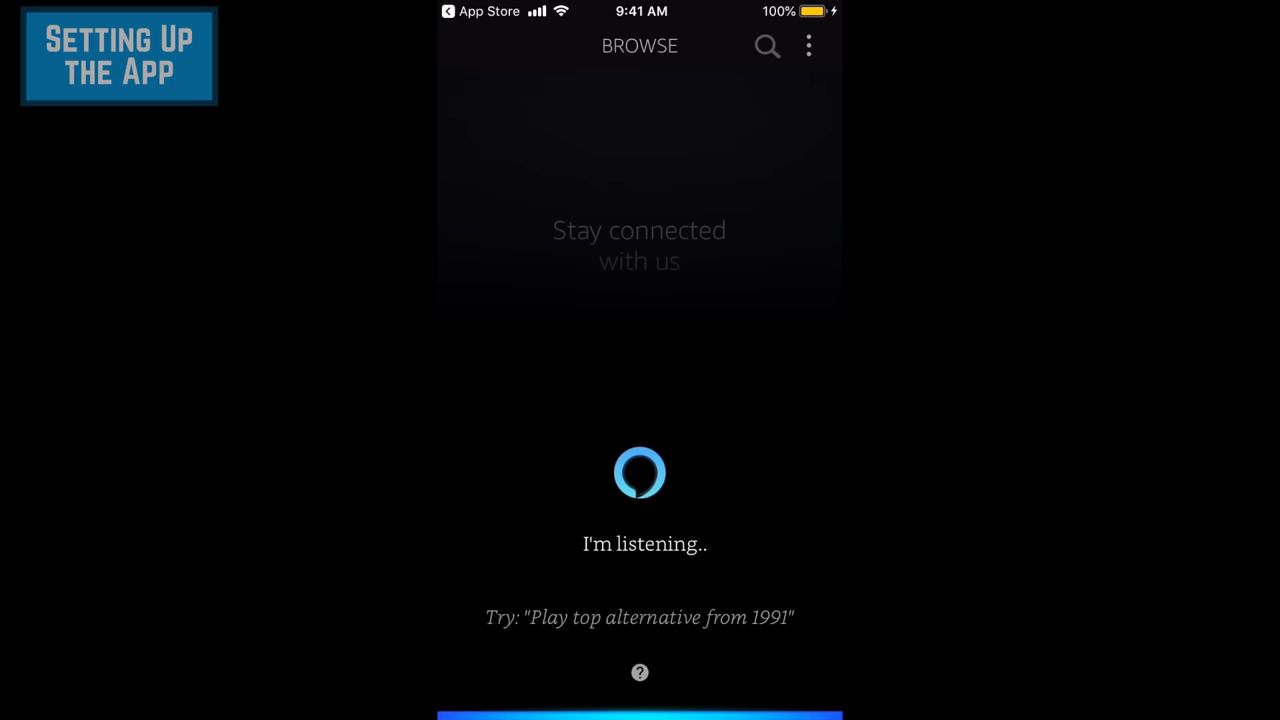 SETTING UP
THE APP
App Store 9:41 AM 100%
BROWSE
Stay connected
with us
I'm listening..
Try: "Play top alternative from 1991"
?